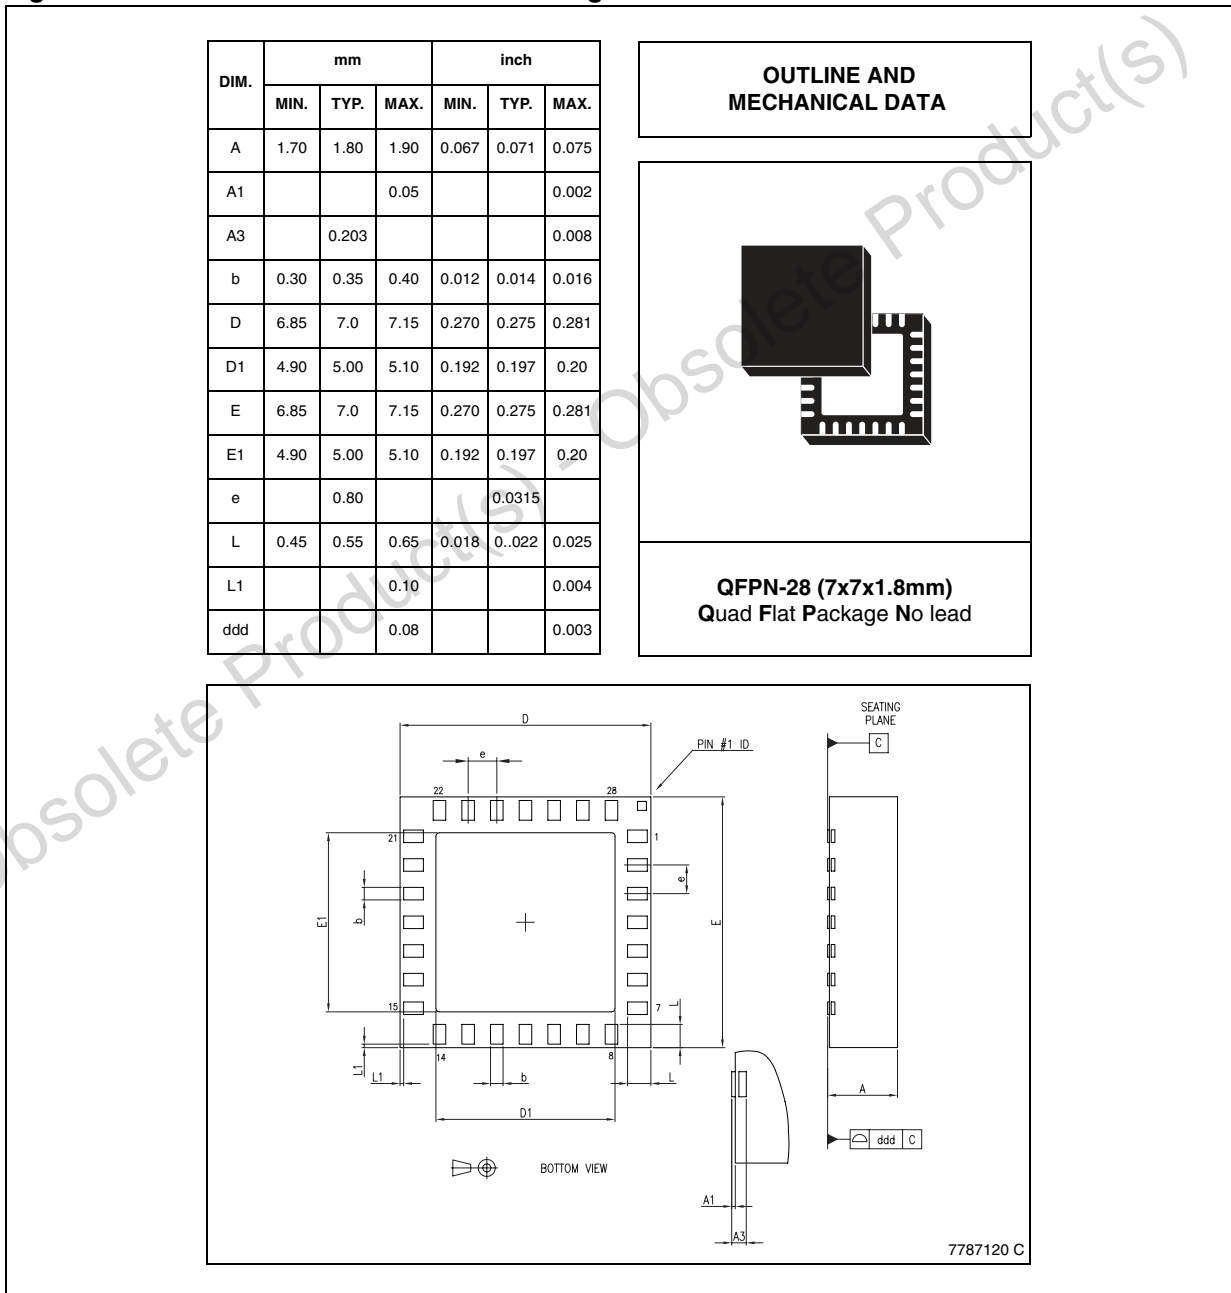 DIM. mm inch
MIN. TYP. MAX. MIN. TYP. MAX.
A 1.70 1.80 1.90 0.067 0.071 0.075
A1 0.05 0.002
A3 0.203 0.008
b 0.30 0.35 0.40 0.012 0.014 0.016
D 6.85 7.0 7.15 0.270 0.275 0.281
D1 4.90 5.00 5.10 0.192 0.197 0.20
E 6.85 7.0 7.15 0.270 0.275 0.281
E1 4.90 5.00 5.10 0.192 0.197 0.20
e 0.80 0.0315
L 0.45 0.55 0.65 0.018 0..022 0.025
L1 0.10 0.004
ddd 0.08 0.003
OUTLINE AND
MECHANICAL DATA
QFPN-28 (7x7x1.8mm)
Quad Flat Package No lead
D
SEATING
PLANE
C
PIN #1 ID
e
22 28
21 1
e
b
E1
E
15 7
L
14 8
L1
L1 b L
D1
A
ddd C
BOTTOM VIEW
A1
A3
7787120 C
Obsolete Product(s) - Obsolete Product(s)